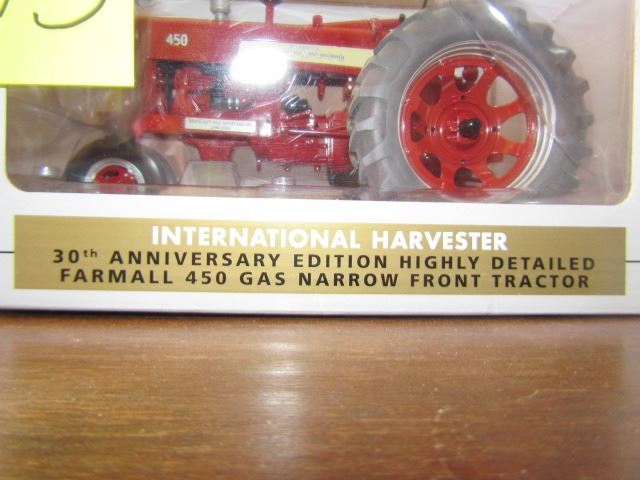 450
INTERNATIONAL HARVESTER
30th ANNIVERSARY EDITION HIGHLY DETAILED
FARMALL 450 GAS NARROW FRONT TRACTOR